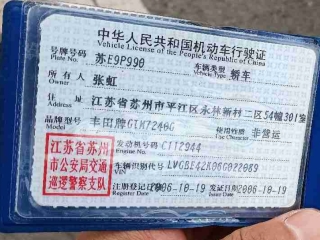 中华人民共和国机动车行驶证
Vehicle License of the People's Republic of China
号牌号码 苏E9P990 车辆类型 轿车
Plate No. Vehicle Type
所有人 张虹
Owner
住址 江苏省苏州市平江区永林新村二区54幢301室
Address
品牌型号 丰田牌GTM7240G 使用性质 非营运
Model Use Character
发动机号码 C112944
Engine No.
车辆识别代号 LVGBE42K06G022089
VIN
注册登记日期 2006-10-19 发证日期 2006-10-19
江苏省苏州
市公安局交通
巡逻警察支队